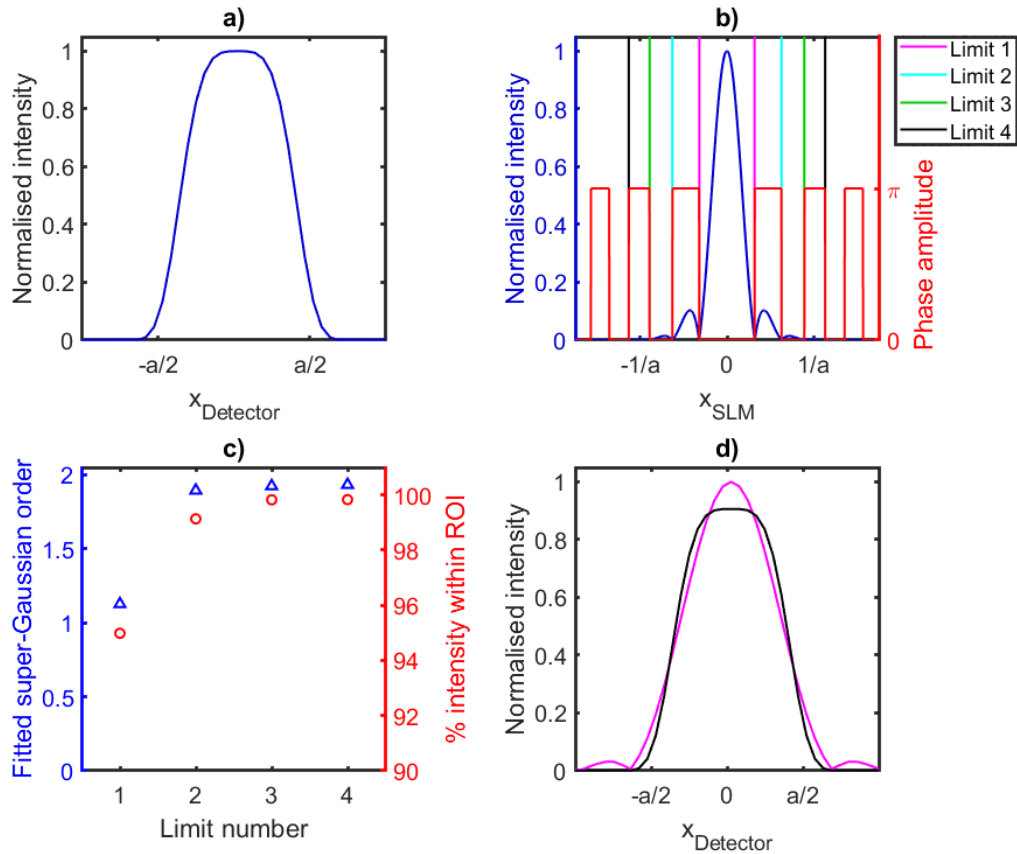 a)
Normalised intensity
1
0.8
0.6
0.4
0.2
0
-a/2
a/2
xDetector
b)
Normalised intensity
1
0.8
0.6
0.4
0.2
0
-1/a
0
1/a
xSLM
π
0
Phase amplitude
Limit 1
Limit 2
Limit 3
Limit 4
c)
Fitted super-Gaussian order
2
1.5
1
0.5
0
1
2
3
4
Limit number
100
98
96
94
92
90
% intensity within ROI
d)
Normalised intensity
1
0.8
0.6
0.4
0.2
0
-a/2
0
a/2
xDetector